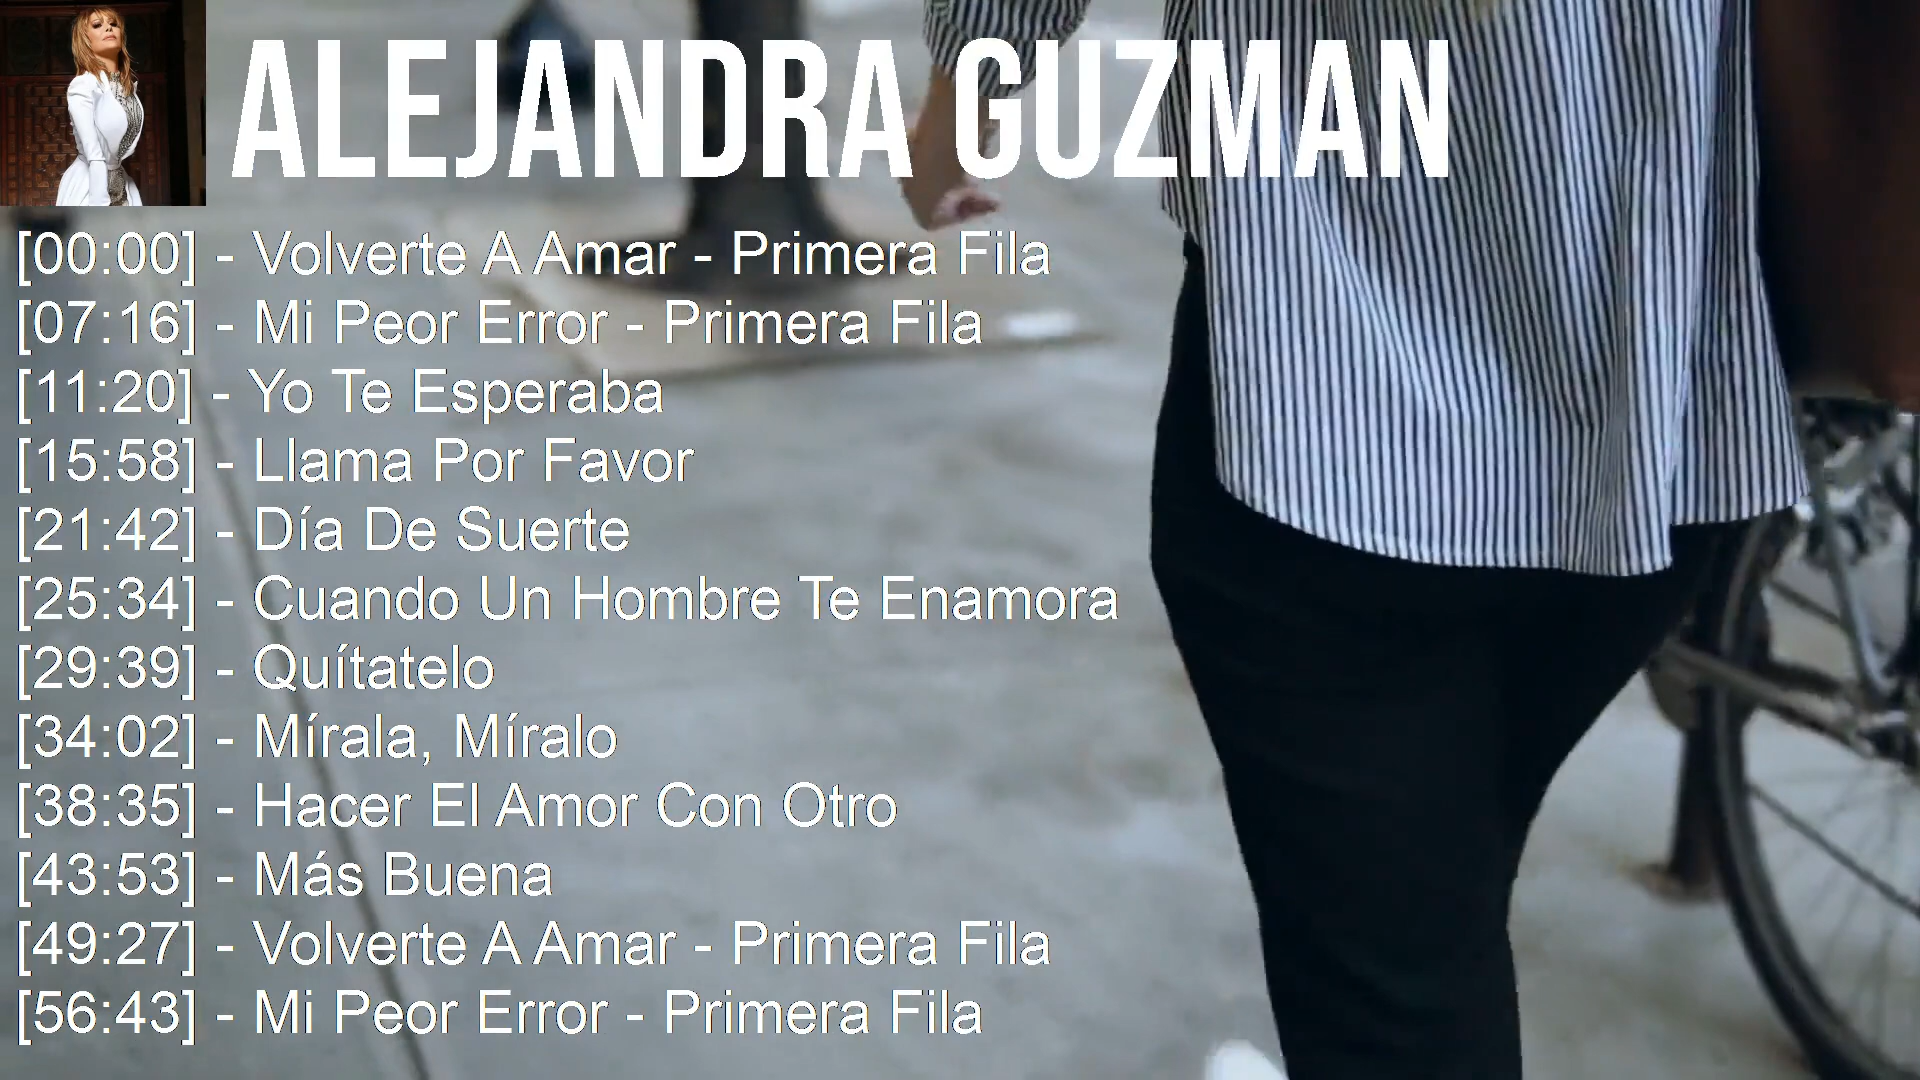 ALEJANDRA GUZMAN
[00:00] - Volverte A Amar - Primera Fila
[07:16] - Mi Peor Error - Primera Fila
[11:20] - Yo Te Esperaba
[15:58] - Llama Por Favor
[21:42] - Día De Suerte
[25:34] - Cuando Un Hombre Te Enamora
[29:39] - Quítatelo
[34:02] - Mírala, Míralo
[38:35] - Hacer El Amor Con Otro
[43:53] - Más Buena
[49:27] - Volverte A Amar - Primera Fila
[56:43] - Mi Peor Error - Primera Fila